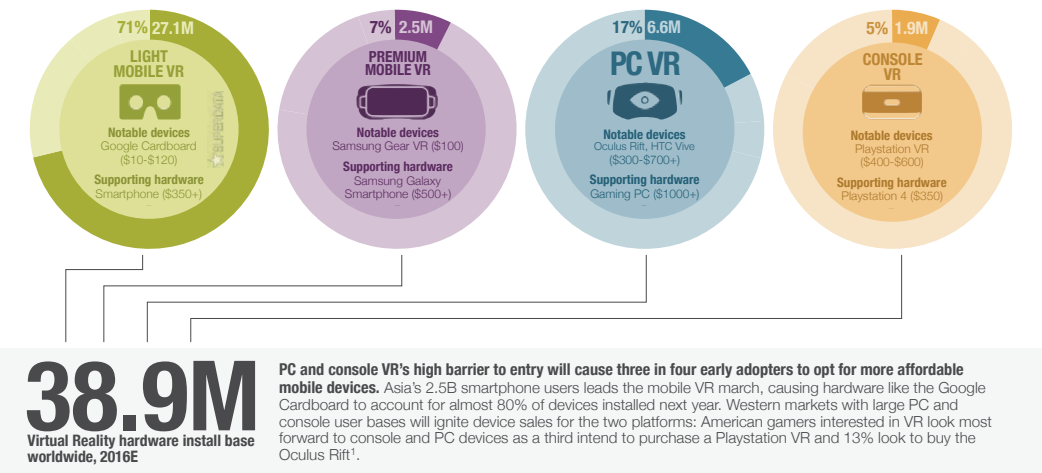 71% 27.1M
LIGHT
MOBILE VR
Notable devices
Google Cardboard
($10-$120)
Supporting hardware
Smartphone ($350+)
SUPERDATA
7% 2.5M
PREMIUM
MOBILE VR
Notable devices
Samsung Gear VR ($100)
Supporting hardware
Samsung Galaxy
Smartphone ($500+)
17% 6.6M
PC VR
Notable devices
Oculus Rift, HTC Vive
($300-$700+)
Supporting hardware
Gaming PC ($1000+)
5% 1.9M
CONSOLE
VR
Notable devices
Playstation VR
($400-$600)
Supporting hardware
Playstation 4 ($350)
38.9M
Virtual Reality hardware install base
worldwide, 2016E
PC and console VR's high barrier to entry will cause three in four early adopters to opt for more affordable
mobile devices. Asia's 2.5B smartphone users leads the mobile VR march, causing hardware like the Google
Cardboard to account for almost 80% of devices installed next year. Western markets with large PC and
console user bases will ignite device sales for the two platforms: American gamers interested in VR look most
forward to console and PC devices as a third intend to purchase a Playstation VR and 13% look to buy the
Oculus Rift¹.